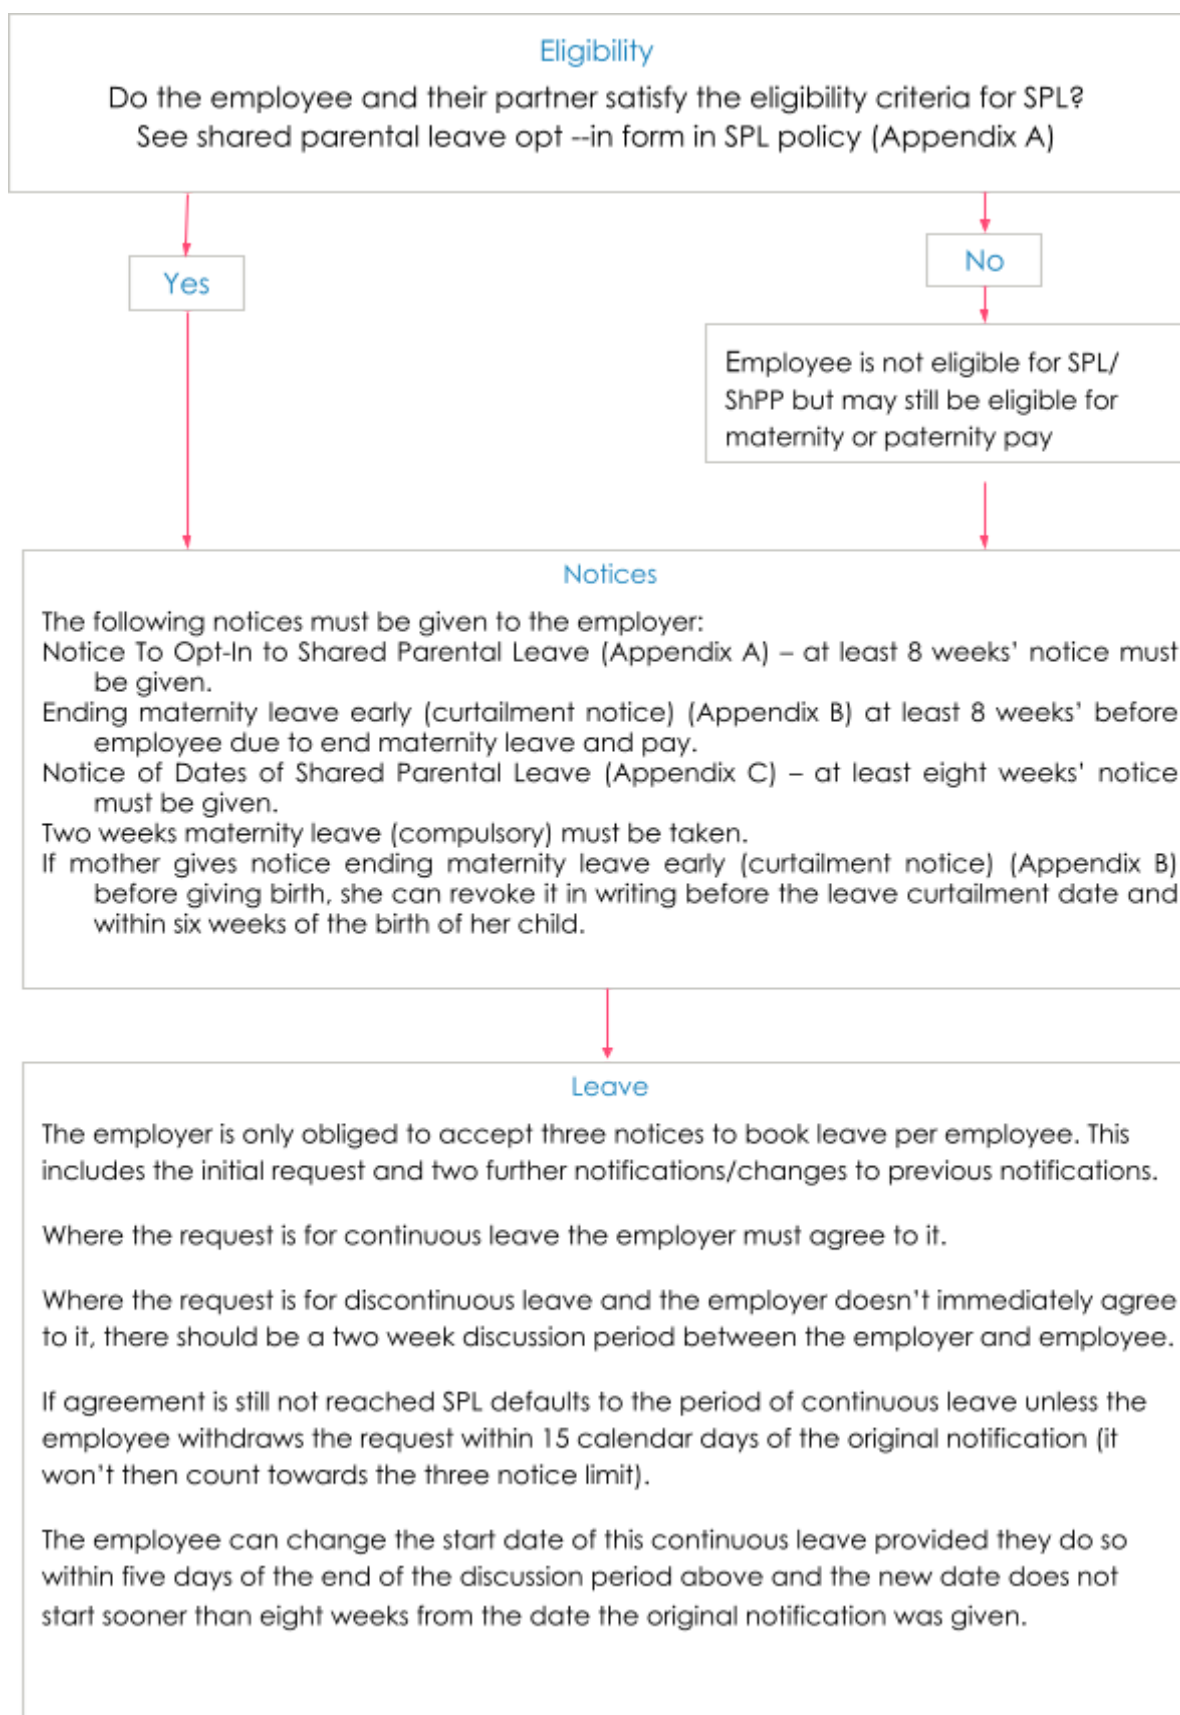 Eligibility
Do the employee and their partner satisfy the eligibility criteria for SPL?
See shared parental leave opt --in form in SPL policy (Appendix A)
Yes
No
Employee is not eligible for SPL/
ShPP but may still be eligible for
maternity or paternity pay
Notices
The following notices must be given to the employer:
Notice To Opt-In to Shared Parental Leave (Appendix A) – at least 8 weeks' notice must
be given.
Ending maternity leave early (curtailment notice) (Appendix B) at least 8 weeks' before
employee due to end maternity leave and pay.
Notice of Dates of Shared Parental Leave (Appendix C) – at least eight weeks' notice
must be given.
Two weeks maternity leave (compulsory) must be taken.
If mother gives notice ending maternity leave early (curtailment notice) (Appendix B)
before giving birth, she can revoke it in writing before the leave curtailment date and
within six weeks of the birth of her child.
Leave
The employer is only obliged to accept three notices to book leave per employee. This
includes the initial request and two further notifications/changes to previous notifications.
Where the request is for continuous leave the employer must agree to it.
Where the request is for discontinuous leave and the employer doesn't immediately agree
to it, there should be a two week discussion period between the employer and employee.
If agreement is still not reached SPL defaults to the period of continuous leave unless the
employee withdraws the request within 15 calendar days of the original notification (it
won't then count towards the three notice limit).
The employee can change the start date of this continuous leave provided they do so
within five days of the end of the discussion period above and the new date does not
start sooner than eight weeks from the date the original notification was given.